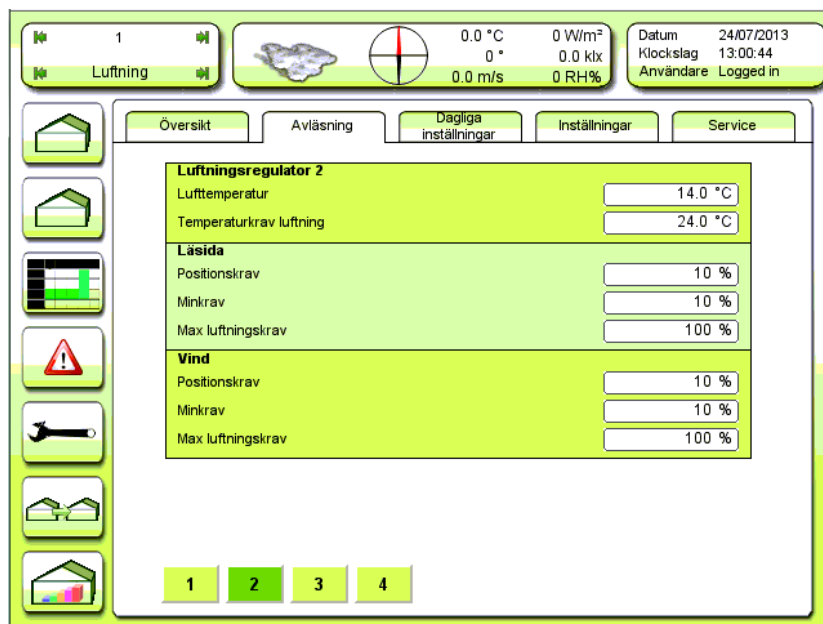 1
Luftning
0.0 °C 0 W/m²
0 ° 0.0 klx
0.0 m/s 0 RH%
Datum 24/07/2013
Klockslag 13:00:44
Användare Logged in
Översikt
Avläsning
Dagliga
inställningar
Inställningar
Service
Luftningsregulator 2
Lufttemperatur 14.0 °C
Temperaturkrav luftning 24.0 °C
Läsida
Positionskrav 10 %
Minkrav 10 %
Max luftningskrav 100 %
Vind
Positionskrav 10 %
Minkrav 10 %
Max luftningskrav 100 %
1 2 3 4